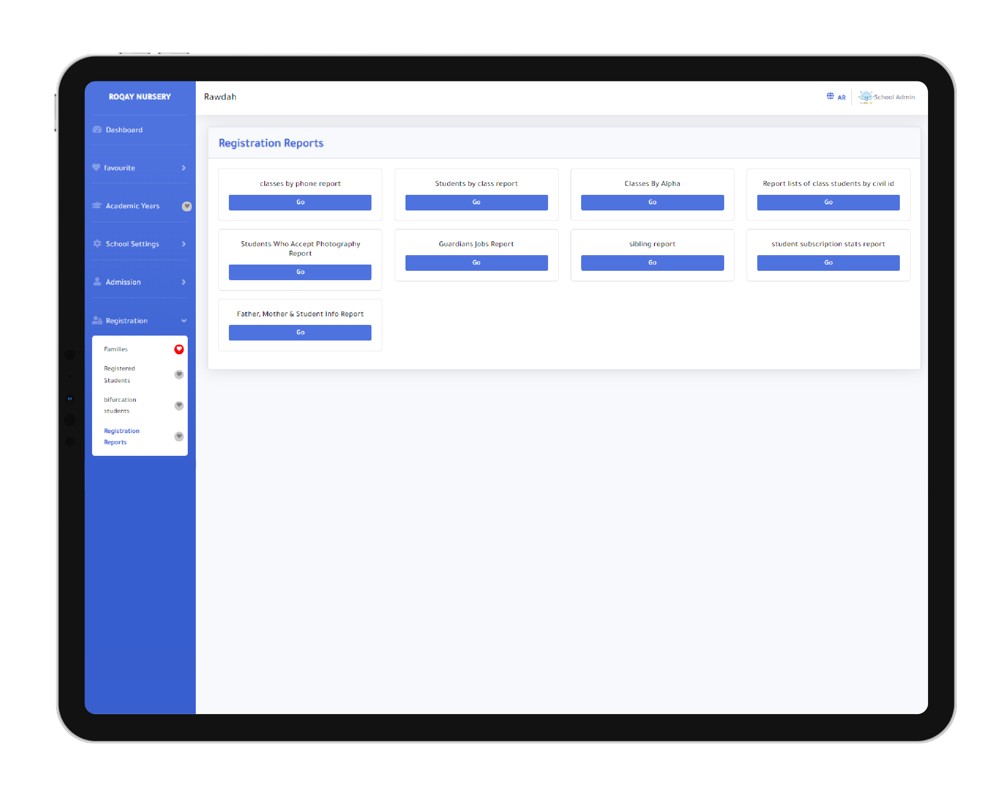 ROQAY NURSERY
Dashboard
favourite
Academic Years
School Settings
Admission
Registration
Families
Registered
Students
bifurcation
students
Registration
Reports
Rawdah
AR
School Admin
Registration Reports
classes by phone report
Go
Students by class report
Go
Classes By Alpha
Go
Report lists of class students by civil id
Go
Students Who Accept Photography
Report
Go
Guardians Jobs Report
Go
sibling report
Go
student subscription stats report
Go
Father, Mother & Student Info Report
Go